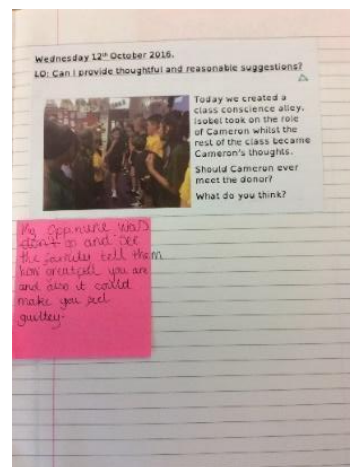 Wednesday 12th October 2016.
LO: Can I provide thoughtful and reasonable suggestions?
Today we created a
class conscience alley.
Isobel took on the role
of Cameron whilst the
rest of the class became
Cameron's thoughts.
Should Cameron ever
meet the donor?
What do you think?
My oppinune was
don't go and see
the families tell them
how greatfull you are
and also it could
make you feel
guiltey.